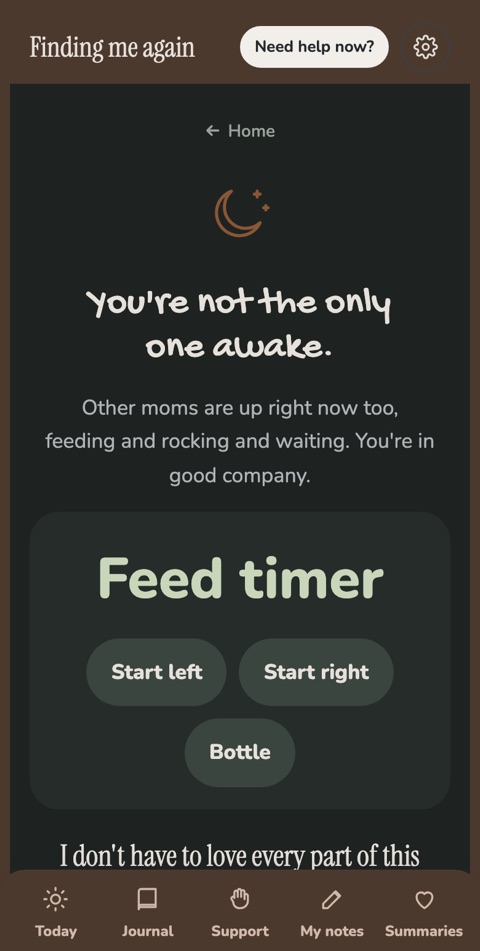 Finding me again
Need help now?
← Home
You're not the only
one awake.
Other moms are up right now too,
feeding and rocking and waiting. You're in
good company.
Feed timer
Start left
Start right
Bottle
I don't have to love every part of this
Today
Journal
Support
My notes
Summaries